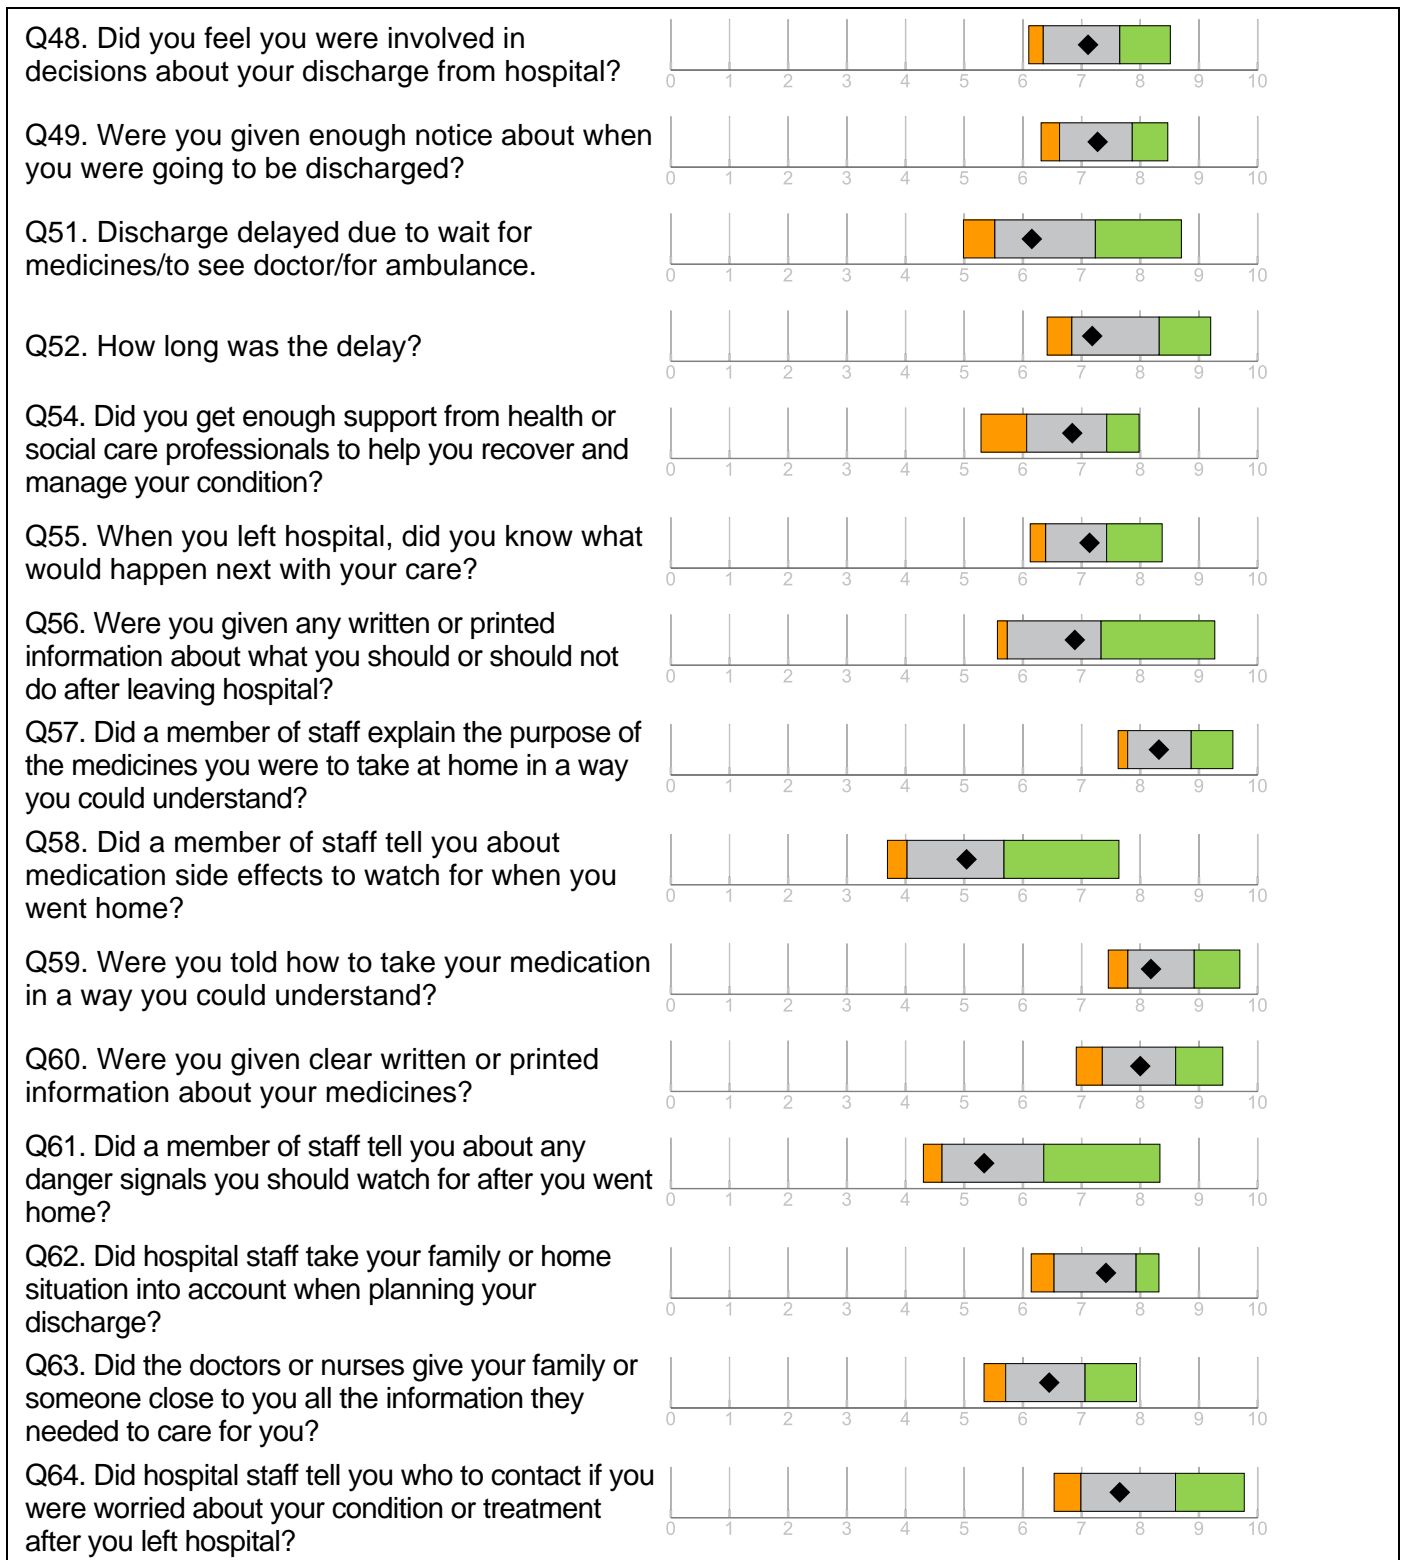 Q48. Did you feel you were involved in
decisions about your discharge from hospital?
0 1 2 3 4 5 6 7 8 9 10
Q49. Were you given enough notice about when
you were going to be discharged?
0 1 2 3 4 5 6 7 8 9 10
Q51. Discharge delayed due to wait for
medicines/to see doctor/for ambulance.
0 1 2 3 4 5 6 7 8 9 10
Q52. How long was the delay?
0 1 2 3 4 5 6 7 8 9 10
Q54. Did you get enough support from health or
social care professionals to help you recover and
manage your condition?
0 1 2 3 4 5 6 7 8 9 10
Q55. When you left hospital, did you know what
would happen next with your care?
0 1 2 3 4 5 6 7 8 9 10
Q56. Were you given any written or printed
information about what you should or should not
do after leaving hospital?
0 1 2 3 4 5 6 7 8 9 10
Q57. Did a member of staff explain the purpose of
the medicines you were to take at home in a way
you could understand?
0 1 2 3 4 5 6 7 8 9 10
Q58. Did a member of staff tell you about
medication side effects to watch for when you
went home?
0 1 2 3 4 5 6 7 8 9 10
Q59. Were you told how to take your medication
in a way you could understand?
0 1 2 3 4 5 6 7 8 9 10
Q60. Were you given clear written or printed
information about your medicines?
0 1 2 3 4 5 6 7 8 9 10
Q61. Did a member of staff tell you about any
danger signals you should watch for after you went
home?
0 1 2 3 4 5 6 7 8 9 10
Q62. Did hospital staff take your family or home
situation into account when planning your
discharge?
0 1 2 3 4 5 6 7 8 9 10
Q63. Did the doctors or nurses give your family or
someone close to you all the information they
needed to care for you?
0 1 2 3 4 5 6 7 8 9 10
Q64. Did hospital staff tell you who to contact if you
were worried about your condition or treatment
after you left hospital?
0 1 2 3 4 5 6 7 8 9 10